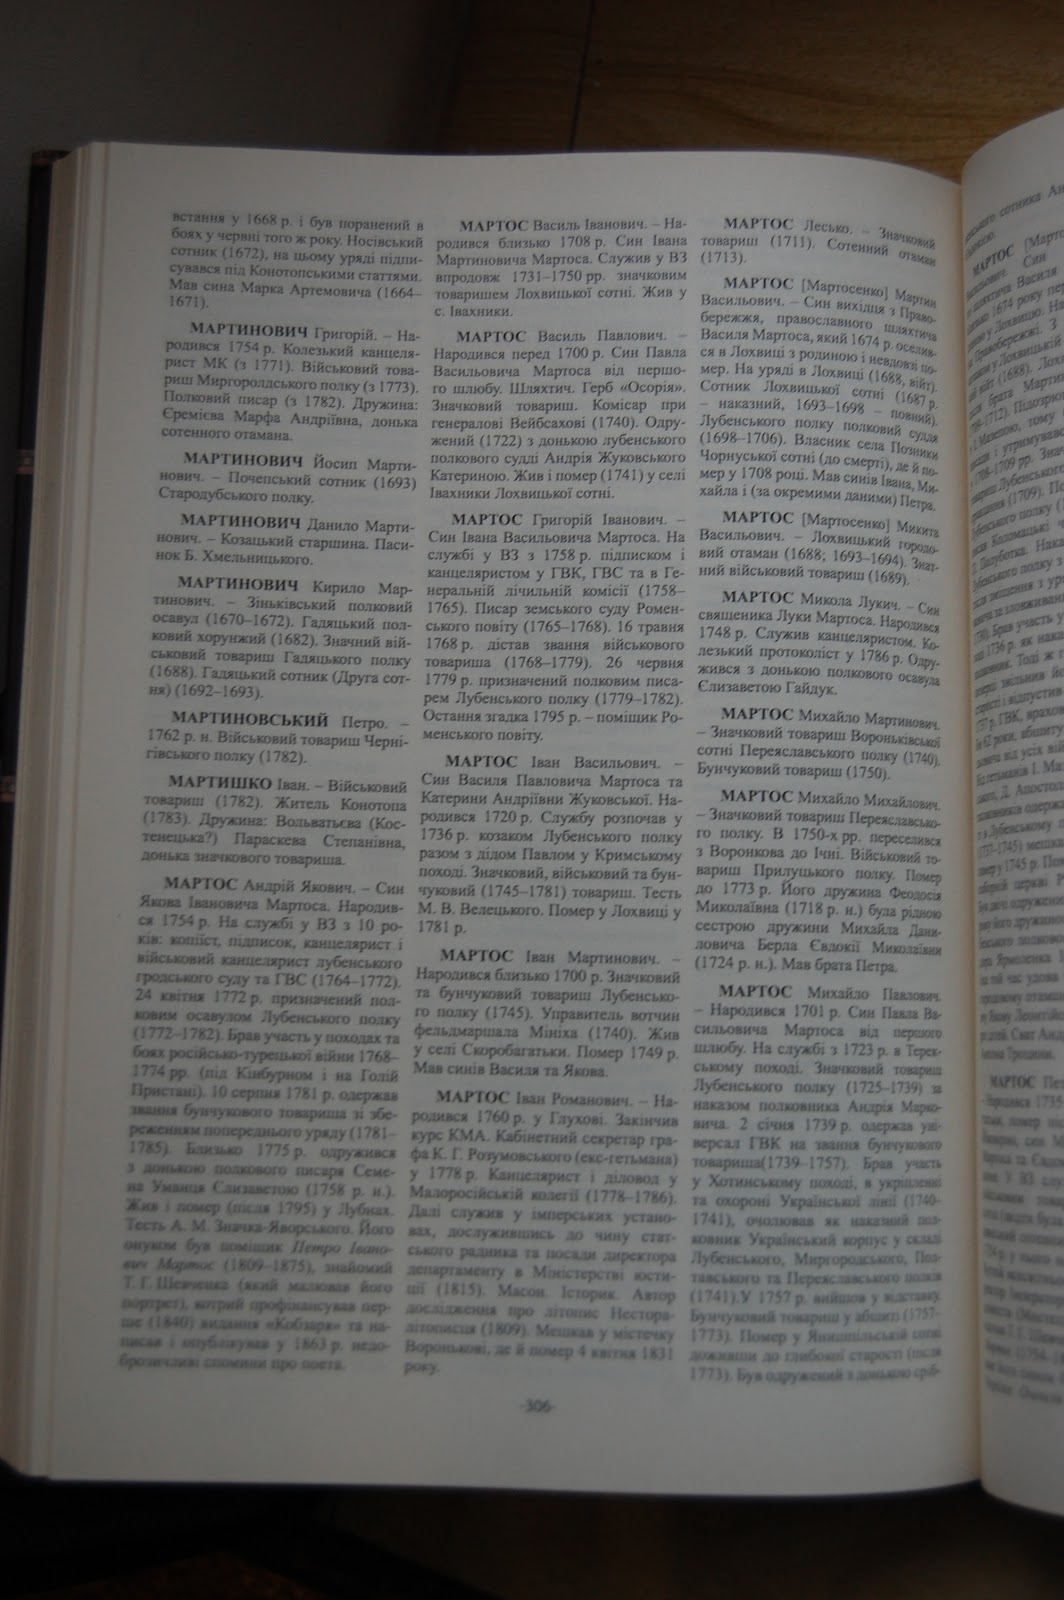 встання у 1668 р. і був поранений в
боях у червні того ж року. Носівський
сотник (1672), на цьому уряді підпи-
сувався під Конотопськими статтями.
Мав сина Марка Артемовича (1664–
1671).
МАРТИНОВИЧ Григорій. – На-
родився 1754 р. Колезький канцеля-
рист МК (з 1771). Військовий това-
риш Миргоролдського полку (з 1773).
Полковий писар (з 1782). Дружина:
Єремієва Марфа Андріївна, донька
сотенного отамана.
МАРТИНОВИЧ Йосип Марти-
нович. – Почепський сотник (1693)
Стародубського полку.
МАРТИНОВИЧ Данило Марти-
нович. – Козацький старшина. Паси-
нок Б. Хмельницького.
МАРТИНОВИЧ Кирило Мар-
тинович. – Зіньківський полковий
осавул (1670–1672). Гадяцький пол-
ковий хорунжий (1682). Значний вій-
ськовий товариш Гадяцького полку
(1688). Гадяцький сотник (Друга сот-
ня) (1692–1693).
МАРТИНОВСЬКИЙ Петро. –
1762 р. н. Військовий товариш Черні-
гівського полку (1782).
МАРТИШКО Іван. – Військовий
товариш (1782). Житель Конотопа
(1783). Дружина: Вольватьєва (Кос-
тенецька?) Параскева Степанівна,
донька значкового товариша.
МАРТОС Андрій Якович. – Син
Якова Івановича Мартоса. Народив-
ся 1754 р. На службі у ВЗ з 10 ро-
ків: копіїст, підписок, канцелярист і
військовий канцелярист лубенського
гродського суду та ГВС (1764–1772).
24 квітня 1772 р. призначений пол-
ковим осавулом Лубенського полку
(1772–1782). Брав участь у походах та
боях російсько-турецької війни 1768–
1774 рр. (під Кінбурном і на Голій
Пристані). 10 серпня 1781 р. одержав
звання бунчукового товариша зі збе-
реженням попереднього уряду (1781–
1785). Близько 1775 р. одружився
з донькою полкового писаря Семе-
на Уманця Єлизаветою (1758 р. н.).
Жив і помер (після 1795) у Лубнах.
Тесть А. М. Значка-Яворського. Його
онуком був поміщик Петро Івано-
вич Мартос (1809–1875), знайомий
Т. Г. Шевченка (який малював його
портрет), котрий профінансував пер-
ше (1840) видання «Кобзаря» та на-
писав і опублікував у 1863 р. недо-
брозичливі спомини про поета.
МАРТОС Василь Іванович. – На-
родився близько 1708 р. Син Івана
Мартиновича Мартоса. Служив у ВЗ
впродовж 1731–1750 рр. значковим
товаришем Лохвицької сотні. Жив у
с. Івахники.
МАРТОС Василь Павлович. –
Народився перед 1700 р. Син Павла
Васильовича Мартоса від першо-
го шлюбу. Шляхтич. Герб «Осорія».
Значковий товариш. Комісар при
генералові Вейбсахові (1740). Одру-
жений (1722) з донькою лубенського
полкового судді Андрія Жуковського
Катериною. Жив і помер (1741) у селі
Івахники Лохвицької сотні.
МАРТОС Григорій Іванович. –
Син Івана Васильовича Мартоса. На
службі у ВЗ з 1758 р. підписком і
канцеляристом у ГВК, ГВС та в Ге-
неральній лічильній комісії (1758–
1765). Писар земського суду Ромен-
ського повіту (1765–1768). 16 травня
1768 р. дістав звання військового
товариша (1768–1779). 26 червня
1779 р. призначений полковим писа-
рем Лубенського полку (1779–1782).
Остання згадка 1795 р. – поміщик Ро-
менського повіту.
МАРТОС Іван Васильович. –
Син Василя Павловича Мартоса та
Катерини Андріївни Жуковської. На-
родився 1720 р. Службу розпочав у
1736 р. козаком Лубенського полку
разом з дідом Павлом у Кримському
поході. Значковий, військовий та бун-
чуковий (1745–1781) товариш. Тесть
М. В. Велецького. Помер у Лохвиці у
1781 р.
МАРТОС Іван Мартинович. –
Народився близько 1700 р. Значковий
та бунчуковий товариш Лубенсько-
го полку (1745). Управитель вотчин
фельдмаршала Мініха (1740). Жив
у селі Скоробагатьки. Помер 1749 р.
Мав синів Василя та Якова.
МАРТОС Іван Романович. – На-
родився 1760 р. у Глухові. Закінчив
курс КМА. Кабінетний секретар гра-
фа К. Г. Розумовського (екс-гетьмана)
у 1778 р. Канцелярист і діловод у
Малоросійській колегії (1778–1786).
Далі служив у імперських устано-
вах, дослужившись до чину стат-
ського радника та посади директора
департаменту в Міністерстві юсти-
ції (1815). Масон. Історик. Автор
дослідження про літопис Нестора-
літописця (1809). Мешкав у містечку
Воронькові, де й помер 4 квітня 1831
року.
МАРТОС Лесько. – Значковий
товариш (1711). Сотенний отаман
(1713).
МАРТОС [Мартосенко] Мартин
Васильович. – Син вихідця з Право-
бережжя, православного шляхтича
Василя Мартоса, який 1674 р. оселив-
ся в Лохвиці з родиною і невдовзі по-
мер. На уряді в Лохвиці (1688, війт).
Сотник Лохвицької сотні (1687 р.
– наказний, 1693–1698 – повний).
Лубенського полку полковий суддя
(1698–1706). Власник села Позники
Чорнуської сотні (до смерті), де й по-
мер у 1708 році. Мав синів Івана, Ми-
хайла і (за окремими даними) Петра.
МАРТОС [Мартосенко] Микита
Васильович. – Лохвицький городо-
вий отаман (1688; 1693–1694). Знат-
ний військовий товариш (1689).
МАРТОС Микола Лукич. – Син
священика Луки Мартоса. Народився
1748 р. Служив канцеляристом. Ко-
лезький протоколіст у 1786 р. Одру-
жився з донькою полкового осавула
Єлизаветою Гайдук.
МАРТОС Михайло Мартинович.
– Значковий товариш Вороньківської
сотні Переяславського полку (1740).
Бунчуковий товариш (1750).
МАРТОС Михайло Михайлович.
– Значковий товариш Переяславсько-
го полку. В 1750-х рр. переселився
з Воронкова до Ічні. Військовий то-
вариш Прилуцького полку. Помер
до 1773 р. Його дружина Феодосія
Миколаївна (1718 р. н.) була рідною
сестрою дружини Михайла Дани-
ловича Берла Євдокії Миколаївни
(1724 р. н.). Мав брата Петра.
МАРТОС Михайло Павлович.
– Народився 1701 р. Син Павла Ва-
сильовича Мартоса від першого
шлюбу. На службі з 1723 р. в Терек-
ському поході. Значковий товариш
Лубенського полку (1725–1739) за
наказом полковника Андрія Марко-
вича. 2 січня 1739 р. одержав уні-
версал ГВК на звання бунчукового
товариша(1739–1757). Брав участь
у Хотинському поході, в укріпленні
та охороні Української лінії (1740-
1741), очолював як наказний пол-
ковник Український корпус у складі
Лубенського, Миргородського, Пол-
тавського та Переяславського полків
(1741).У 1757 р. вийшов у відставку.
Бунчуковий товариш у абшиті (1757-
1773). Помер у Янишпільській сотні
доживши до глибокої старості (після
1773). Був одружений з донькою сріб-
-306-